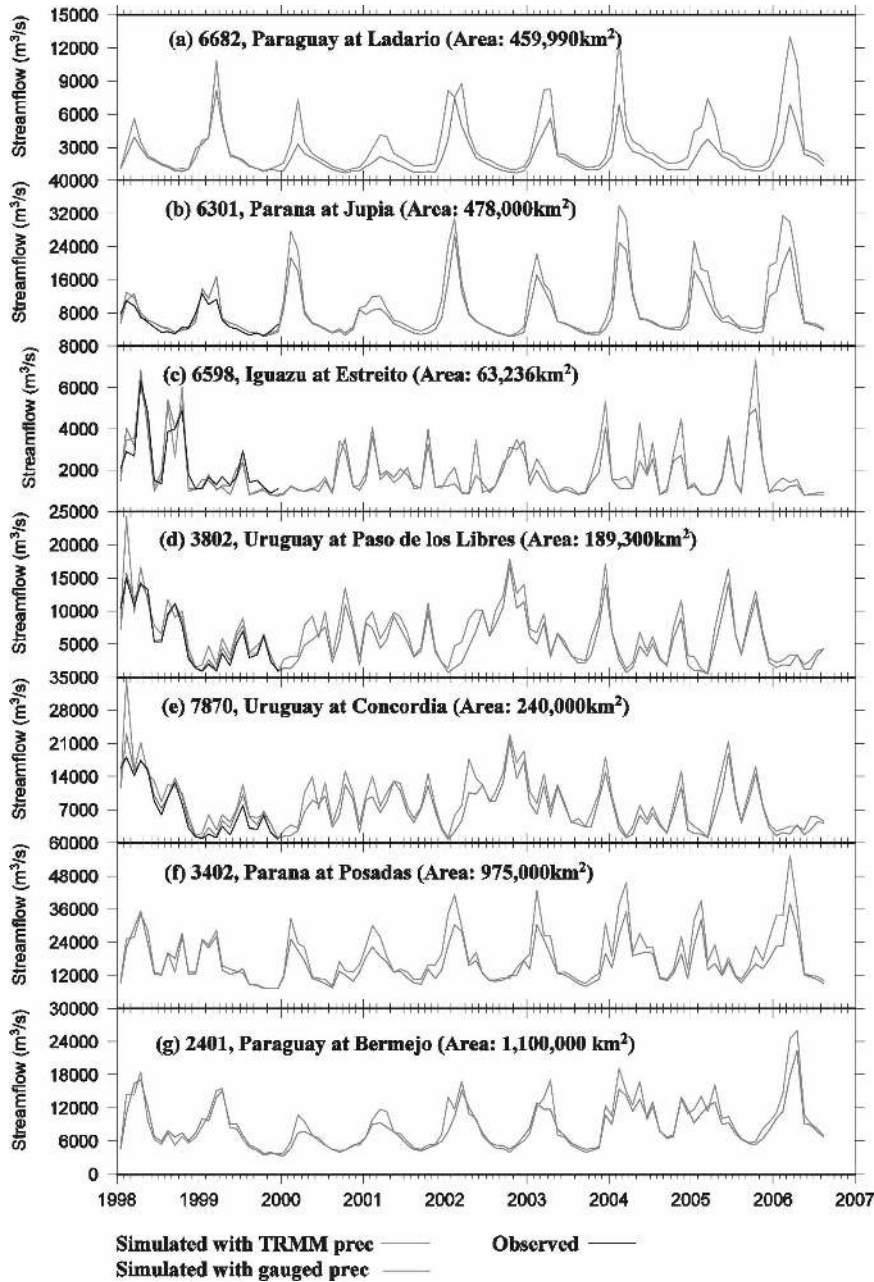 15000
12000
9000
6000
3000
Streamflow (m³/s)
(a) 6682, Paraguay at Ladario (Area: 459,990km²)
40000
32000
24000
16000
8000
Streamflow (m³/s)
(b) 6301, Parana at Jupia (Area: 478,000km²)
8000
6000
4000
2000
Streamflow (m³/s)
(c) 6598, Iguazu at Estreito (Area: 63,236km²)
25000
20000
15000
10000
5000
Streamflow (m³/s)
(d) 3802, Uruguay at Paso de los Libres (Area: 189,300km²)
35000
28000
21000
14000
7000
Streamflow (m³/s)
(e) 7870, Uruguay at Concordia (Area: 240,000km²)
60000
48000
36000
24000
12000
Streamflow (m³/s)
(f) 3402, Parana at Posadas (Area: 975,000km²)
30000
24000
18000
12000
6000
0
Streamflow (m³/s)
(g) 2401, Paraguay at Bermejo (Area: 1,100,000 km²)
1998 1999 2000 2001 2002 2003 2004 2005 2006 2007
Simulated with TRMM prec Observed
Simulated with gauged prec